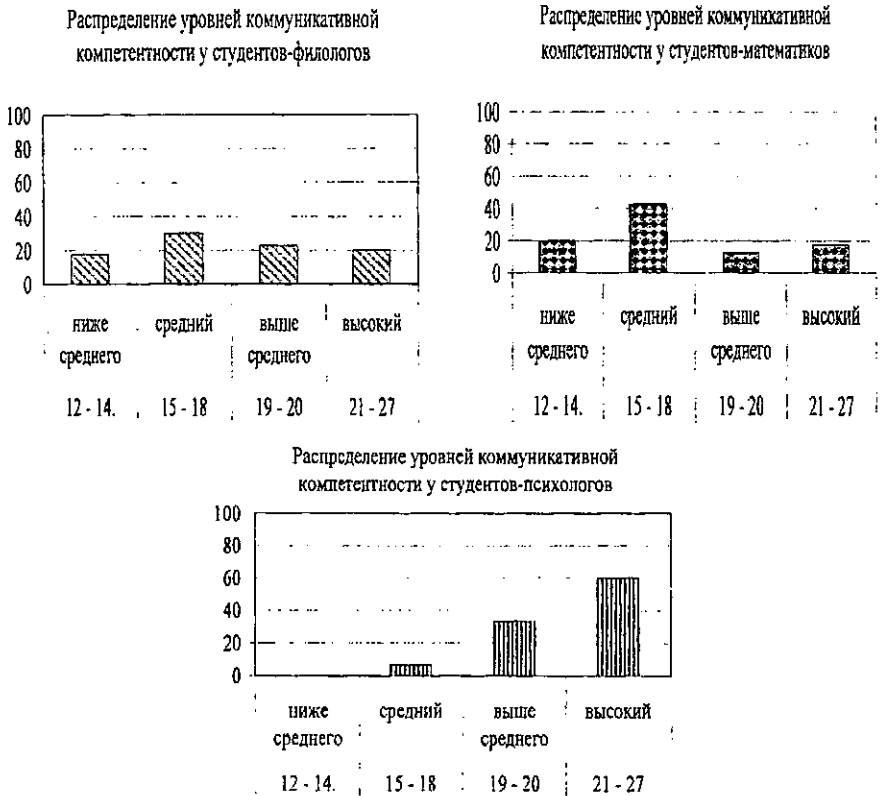 Распределение уровней коммуникативной
компетентности у студентов-филологов
100
80
60
40
20
0
ниже
среднего
средний
выше
среднего
высокий
12 - 14.
15 - 18
19 - 20
21 - 27
Распределение уровней коммуникативной
компетентности у студентов-математиков
100
80
60
40
20
0
ниже
среднего
средний
выше
среднего
высокий
12 - 14.
15 - 18
19 - 20
21 - 27
Распределение уровней коммуникативной
компетентности у студентов-психологов
100
80
60
40
20
0
ниже
среднего
средний
выше
среднего
высокий
12 - 14.
15 - 18
19 - 20
21 - 27